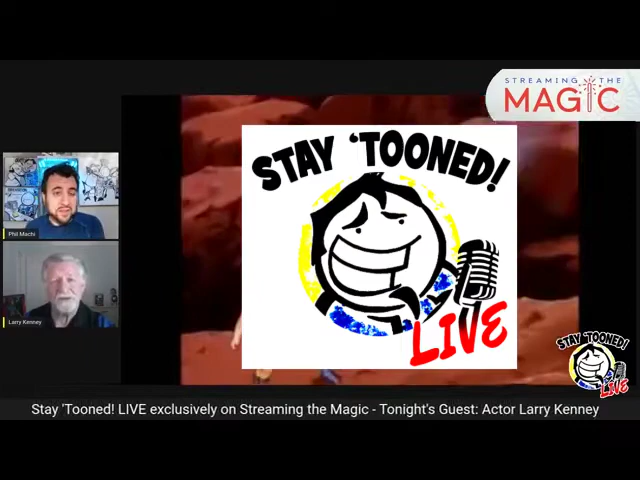 STREAMING THE
MAGIC
STAY 'TOONED!
LIVE
Phil Machi
Larry Kenney
STAY 'TOONED!
LIVE
Stay 'Tooned! LIVE exclusively on Streaming the Magic - Tonight's Guest: Actor Larry Kenney